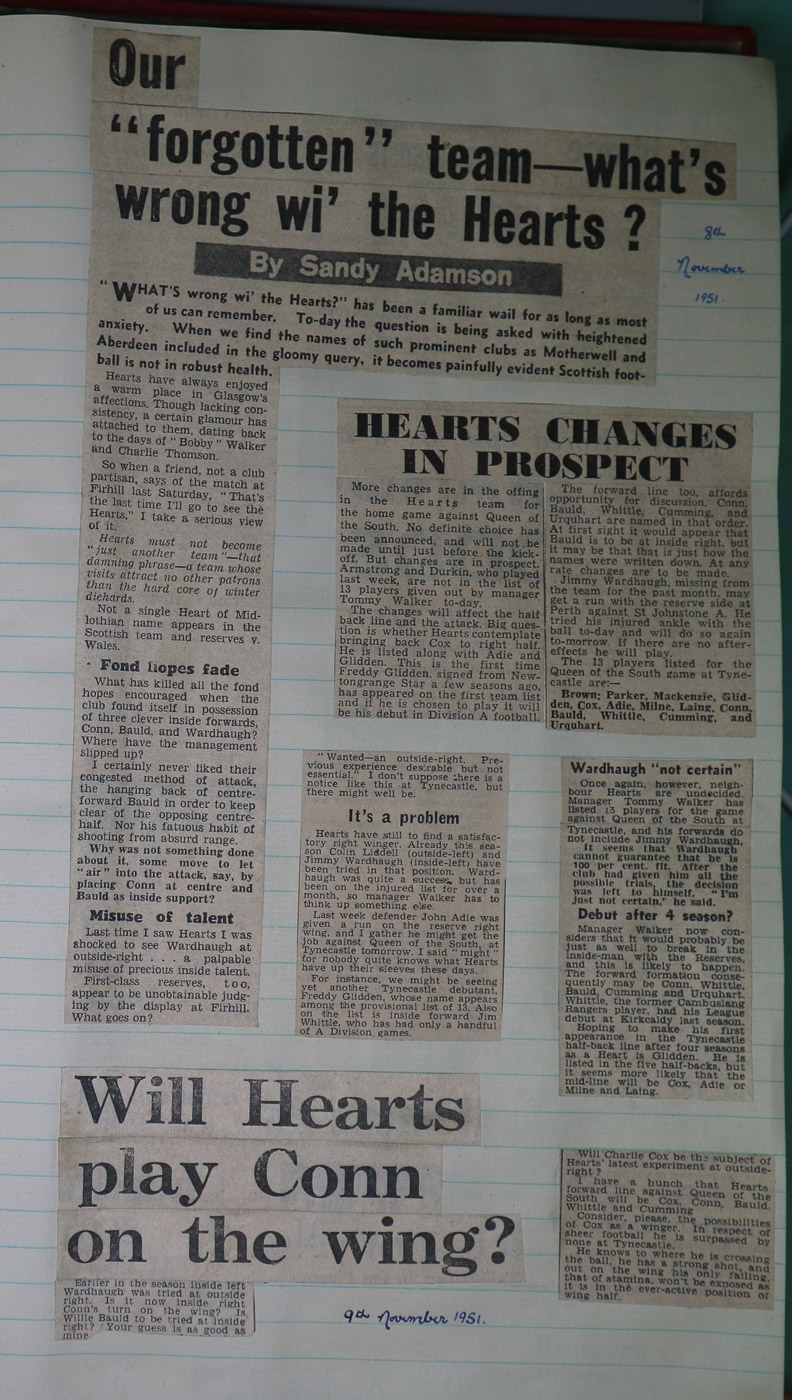 Our
"forgotten" team—what's
wrong wi' the Hearts?
By Sandy Adamson
8th
November
1951.
"WHAT'S wrong wi' the Hearts?" has been a familiar wail for as long as most
of us can remember. To-day the question is being asked with heightened
anxiety. When we find the names of such prominent clubs as Motherwell and
Aberdeen included in the gloomy query, it becomes painfully evident Scottish foot-
ball is not in robust health.
Hearts have always enjoyed
a warm place in Glasgow's
affections. Though lacking con-
sistency, a certain glamour has
attached to them, dating back
to the days of "Bobby" Walker
and Charlie Thomson.
So when a friend, not a club
partisan, says of the match at
Firhill last Saturday, "That's
the last time I'll go to see the
Hearts," I take a serious view
of it.
Hearts must not become
"just another team"—that
damning phrase—a team whose
visits attract no other patrons
than the hard core of winter
diehards.
Not a single Heart of Mid-
lothian name appears in the
Scottish team and reserves v.
Wales.
Fond hopes fade
What has killed all the fond
hopes encouraged when the
club found itself in possession
of three clever inside forwards,
Conn, Bauld, and Wardhaugh?
Where have the management
slipped up?
I certainly never liked their
congested method of attack,
the hanging back of centre-
forward Bauld in order to keep
clear of the opposing centre-
half. Nor his fatuous habit of
shooting from absurd range.
Why was not something done
about it, some move to let
"air" into the attack, say, by
placing Conn at centre and
Bauld as inside support?
Misuse of talent
Last time I saw Hearts I was
shocked to see Wardhaugh at
outside-right . . . a palpable
misuse of precious inside talent.
First-class reserves, too,
appear to be unobtainable judg-
ing by the display at Firhill.
What goes on?
HEARTS CHANGES
IN PROSPECT
More changes are in the offing
in the Hearts team for
the home game against Queen of
the South. No definite choice has
been announced, and will not be
made until just before the kick-
off. But changes are in prospect.
Armstrong and Durkin, who played
last week, are not in the list of
13 players given out by manager
Tommy Walker to-day.
The changes will affect the half
back line and the attack. Big ques-
tion is whether Hearts contemplate
bringing back Cox to right half.
He is listed along with Adie and
Glidden. This is the first time
Freddy Glidden, signed from New-
tongrange Star a few seasons ago,
has appeared on the first team list
and if he is chosen to play it will
be his debut in Division A football.
The forward line too, affords
opportunity for discussion. Conn,
Bauld, Whittle, Cumming, and
Urquhart are named in that order.
At first sight it would appear that
Bauld is to be at inside right, but
it may be that that is just how the
names were written down. At any
rate changes are to be made.
Jimmy Wardhaugh, missing from
the team for the past month, may
get a run with the reserve side at
Perth against St Johnstone A. He
tried his injured ankle with the
ball to-day and will do so again
to-morrow. If there are no after-
effects he will play.
The 13 players listed for the
Queen of the South game at Tyne-
castle are:—
Brown; Parker, Mackenzie, Glid-
den, Cox, Adie, Milne, Laing, Conn,
Bauld, Whittle, Cumming, and
Urquhart.
"Wanted—an outside-right. Pre-
vious experience desirable but not
essential." I don't suppose there is a
notice like this at Tynecastle, but
there might well be.
It's a problem
Hearts have still to find a satisfac-
tory right winger. Already this sea-
son Colin Liddell (outside-left) and
Jimmy Wardhaugh (inside-left) have
been tried in that position. Ward-
haugh was quite a success, but has
been on the injured list for over a
month, so manager Walker has to
think up something else.
Last week defender John Adie was
given a run on the reserve right
wing, and I gather he might get the
job against Queen of the South, at
Tynecastle tomorrow. I said "might"
for nobody quite knows what Hearts
have up their sleeves these days.
For instance, we might be seeing
yet another Tynecastle debutant,
Freddy Glidden, whose name appears
among the provisional list of 13. Also
on the list is inside forward Jim
Whittle, who has had only a handful
of A Division games.
Wardhaugh "not certain"
Once again, however, neigh-
bour Hearts are undecided.
Manager Tommy Walker has
listed 13 players for the game
against Queen of the South at
Tynecastle, and his forwards do
not include Jimmy Wardhaugh.
It seems that Wardhaugh
cannot guarantee that he is
100 per cent. fit. After the
club had given him all the
possible trials, the decision
was left to himself. "I'm
just not certain," he said.
Debut after 4 season?
Manager Walker now con-
siders that it would probably be
just as well to break in the
inside-man with the Reserves,
and this is likely to happen.
The forward formation conse-
quently may be Conn, Whittle,
Bauld, Cumming and Urquhart.
Whittle, the former Cambuslang
Rangers player, had his League
debut at Kirkcaldy last season.
Hoping to make his first
appearance in the Tynecastle
half-back line after four seasons
as a Heart is Glidden. He is
listed in the five half-backs, but
it seems more likely that the
mid-line will be Cox, Adie or
Milne and Laing.
Will Hearts
play Conn
on the wing?
Earlier in the season inside left
Wardhaugh was tried at outside
right. Is it now inside right
Conn's turn on the wing? Is
Willie Bauld to be tried at inside
right? Your guess is as good as
mine
9th November 1951.
Will Charlie Cox be the subject of
Hearts' latest experiment at outside-
right?
I have a hunch that Hearts
forward line against Queen of the
South will be Cox, Conn, Bauld,
Whittle and Cumming
Consider, please, the possibilities
of Cox as a winger. In respect of
sheer football he is surpassed by
none at Tynecastle.
He knows to where he is crossing
the ball, he has a strong shot, and
out on the wing his only failing,
that of stamina, won't be exposed as
it is in the ever-active position of
wing half.